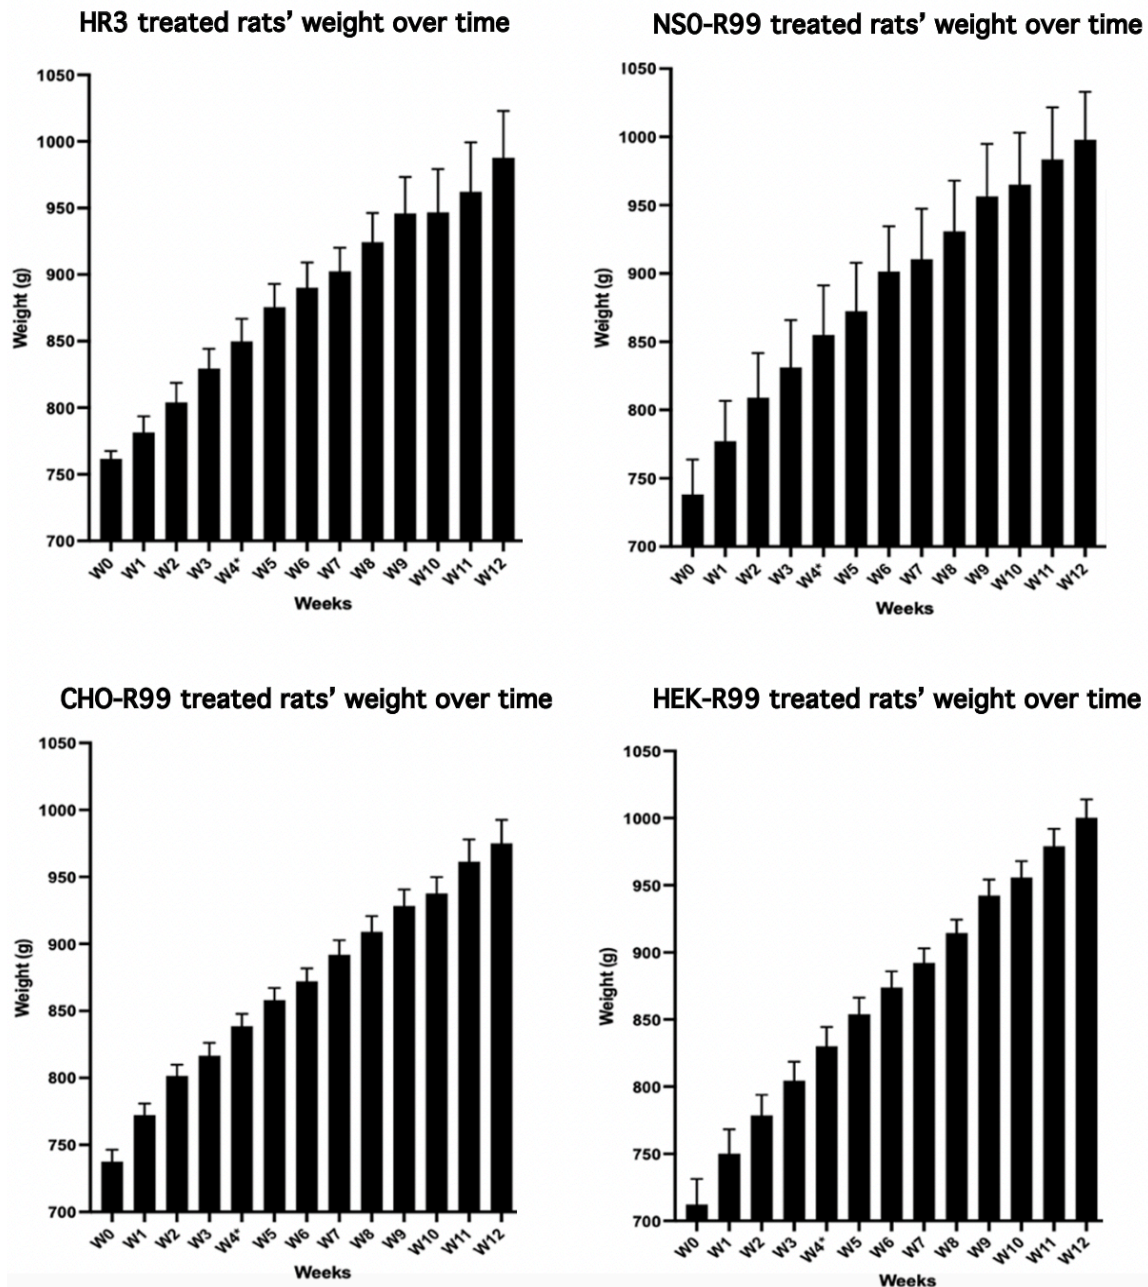 HR3 treated rats' weight over time
1050
1000
950
900
850
800
750
700
Weight (g)
W0 W1 W2 W3 W4* W5 W6 W7 W8 W9 W10 W11 W12
Weeks
NS0-R99 treated rats' weight over time
1050
1000
950
900
850
800
750
700
Weight (g)
W0 W1 W2 W3 W4* W5 W6 W7 W8 W9 W10 W11 W12
Weeks
CHO-R99 treated rats' weight over time
1050
1000
950
900
850
800
750
700
Weight (g)
W0 W1 W2 W3 W4* W5 W6 W7 W8 W9 W10 W11 W12
Weeks
HEK-R99 treated rats' weight over time
1050
1000
950
900
850
800
750
700
Weight (g)
W0 W1 W2 W3 W4* W5 W6 W7 W8 W9 W10 W11 W12
Weeks